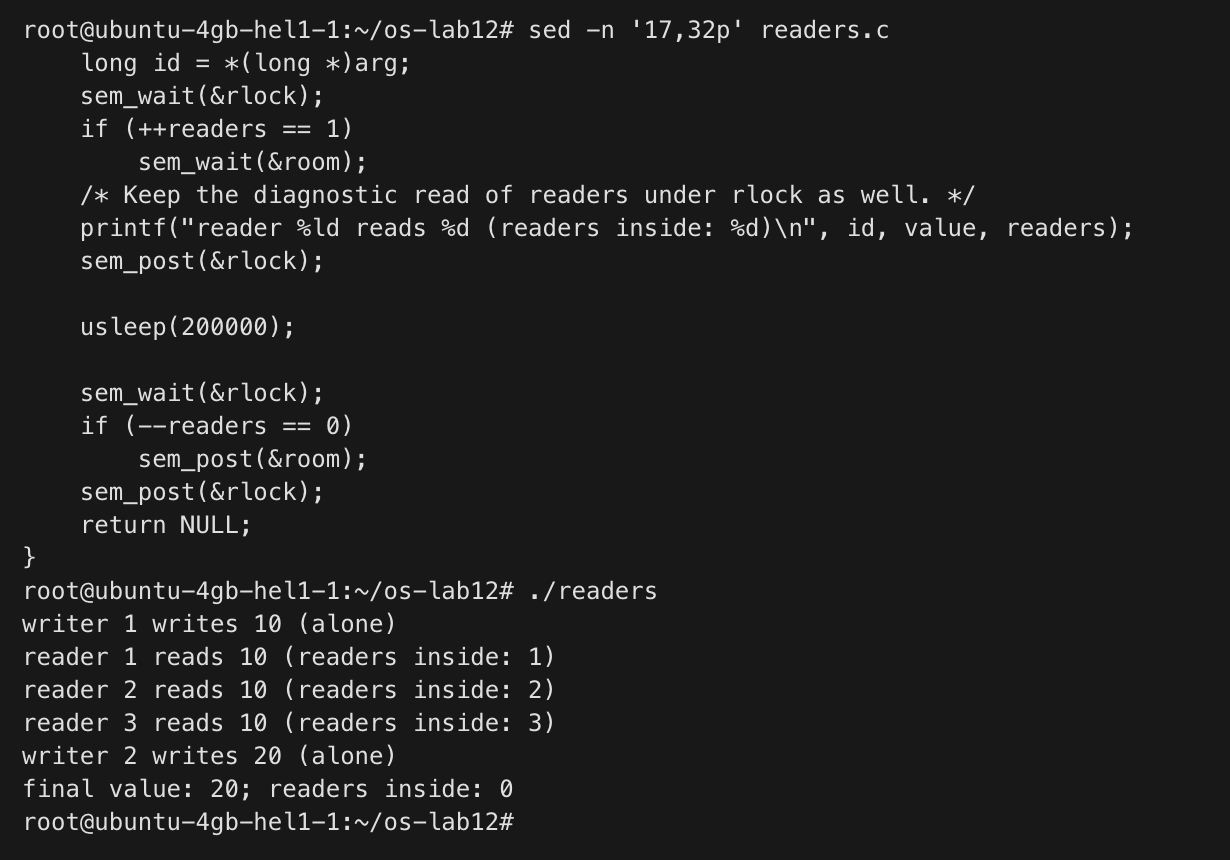 root@ubuntu-4gb-hel1-1:~/os-lab12# sed -n '17,32p' readers.c
    long id = *(long *)arg;
    sem_wait(&rlock);
    if (++readers == 1)
        sem_wait(&room);
    /* Keep the diagnostic read of readers under rlock as well. */
    printf("reader %ld reads %d (readers inside: %d)\n", id, value, readers);
    sem_post(&rlock);

    usleep(200000);

    sem_wait(&rlock);
    if (--readers == 0)
        sem_post(&room);
    sem_post(&rlock);
    return NULL;
}
root@ubuntu-4gb-hel1-1:~/os-lab12# ./readers
writer 1 writes 10 (alone)
reader 1 reads 10 (readers inside: 1)
reader 2 reads 10 (readers inside: 2)
reader 3 reads 10 (readers inside: 3)
writer 2 writes 20 (alone)
final value: 20; readers inside: 0
root@ubuntu-4gb-hel1-1:~/os-lab12#